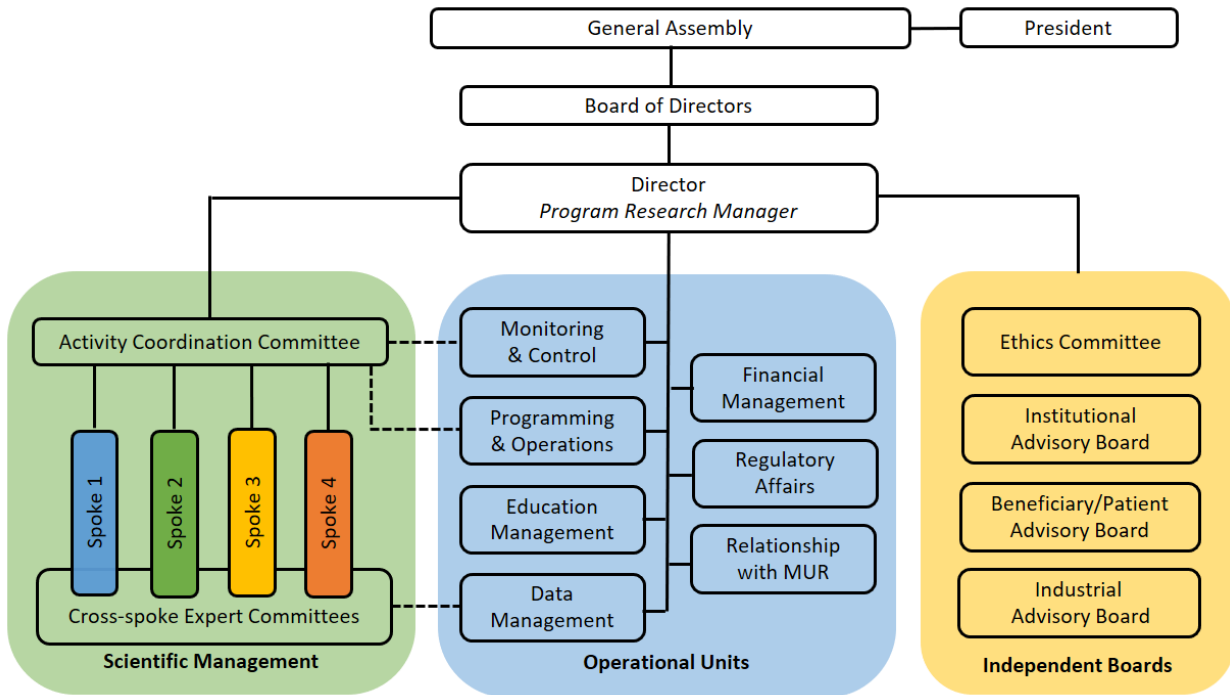 General Assembly
President
Board of Directors
Director
Program Research Manager
Activity Coordination Committee
Spoke 1
Spoke 2
Spoke 3
Spoke 4
Cross-spoke Expert Committees
Scientific Management
Monitoring
& Control
Programming
& Operations
Education
Management
Data
Management
Financial
Management
Regulatory
Affairs
Relationship
with MUR
Operational Units
Ethics Committee
Institutional
Advisory Board
Beneficiary/Patient
Advisory Board
Industrial
Advisory Board
Independent Boards